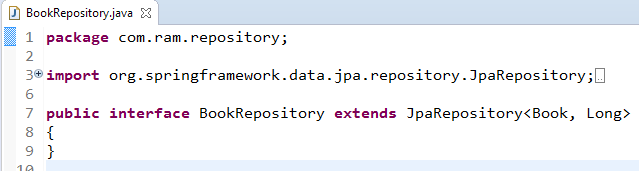 BookRepository.java
1 package com.ram.repository;
2
3 import org.springframework.data.jpa.repository.JpaRepository;
6
7 public interface BookRepository extends JpaRepository<Book, Long>
8 {
9 }
10